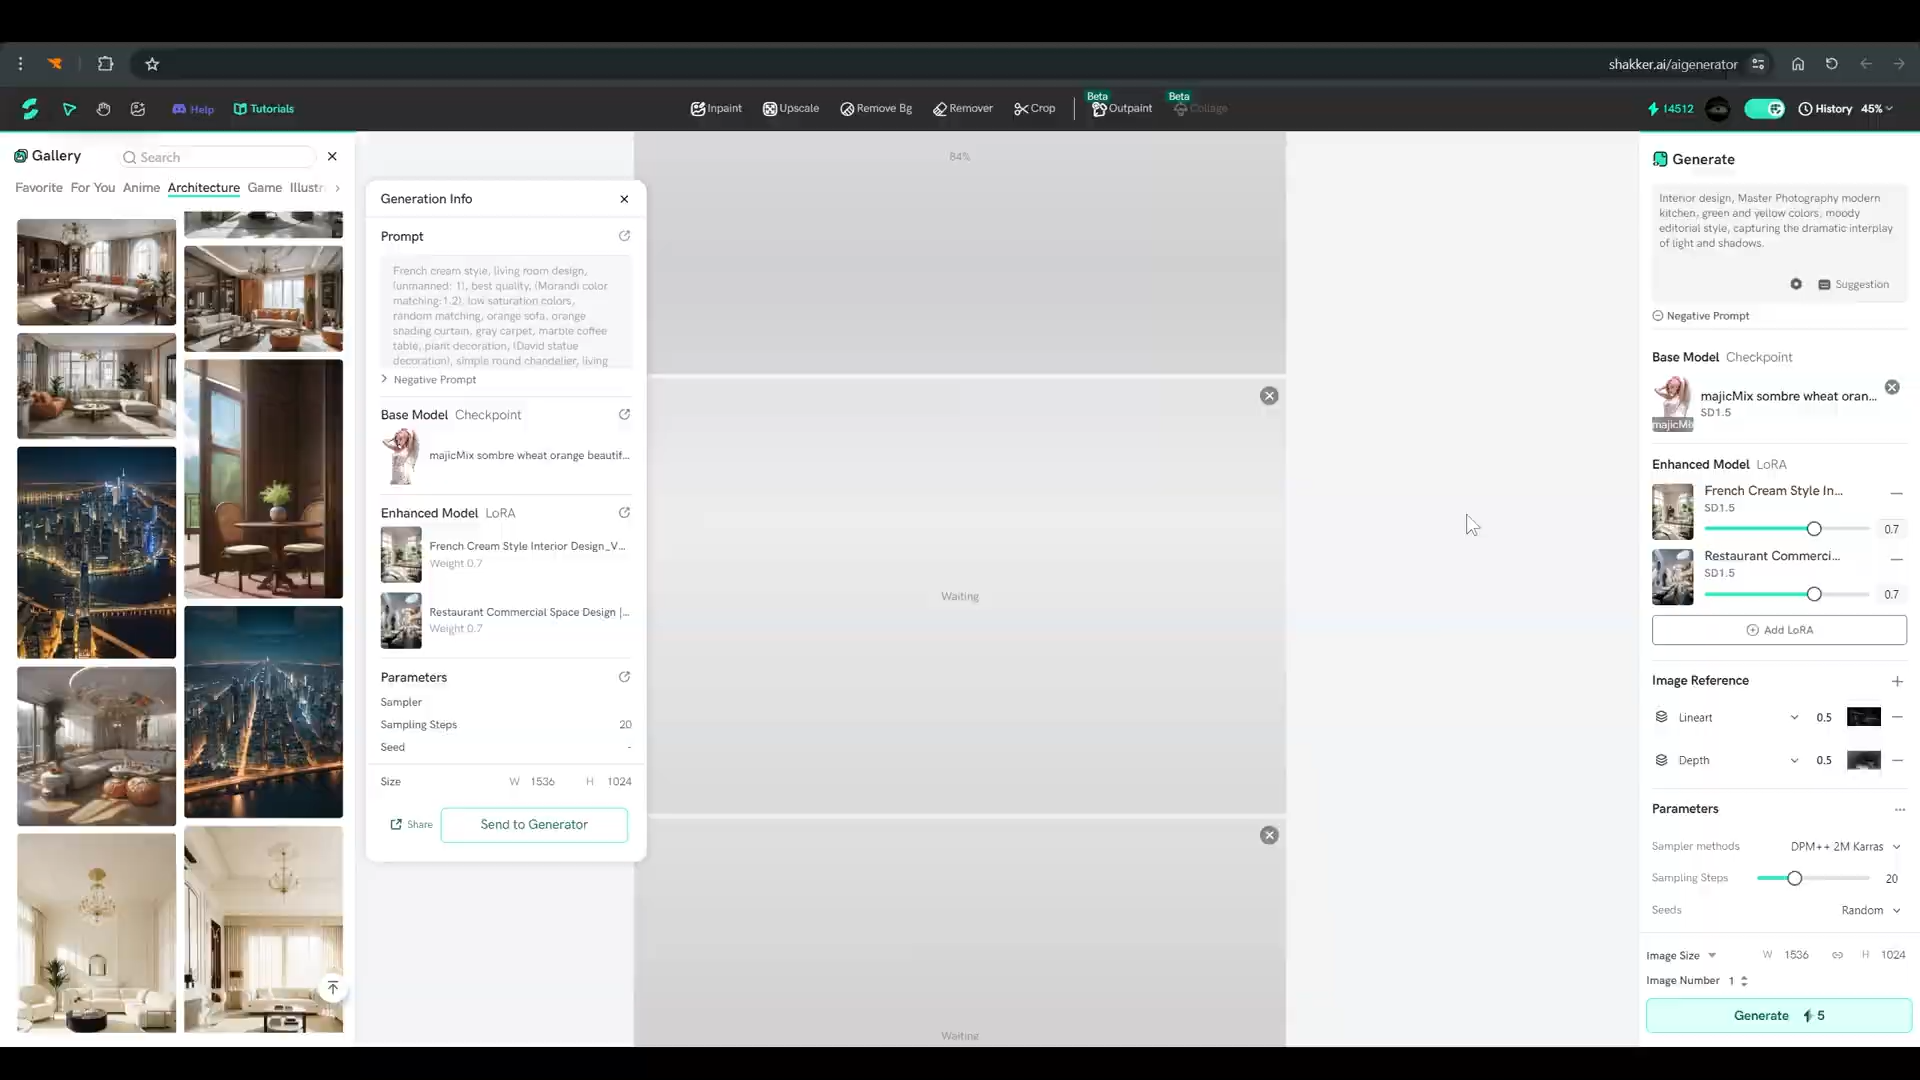 shakker.ai/aigenerator
Help
Tutorials
Inpaint
Upscale
Remove Bg
Remover
Crop
Beta
Outpaint
Beta
Collage
14512
History
45%
Gallery
Search
Favorite
For You
Anime
Architecture
Game
Illustr
Generation Info
Prompt
French cream style, living room design,
(unmanned: 1), best quality, (Morandi color
matching:1.2), low saturation colors,
random matching, orange sofa, orange
snading curtain, gray carpet, marble coffee
table, plant decoration, (David statue
decoration), simple round chandelier, living
Negative Prompt
Base Model Checkpoint
majicMix sombre wheat orange beautif...
Enhanced Model LoRA
French Cream Style Interior Design_V...
Weight 0.7
Restaurant Commercial Space Design |...
Weight 0.7
Parameters
Sampler
Sampling Steps 20
Seed -
Size W 1536 H 1024
Share
Send to Generator
84%
Waiting
Waiting
Generate
Interior design, Master Photography modern
kitchen, green and yellow colors, moody
editorial style, capturing the dramatic interplay
of light and shadows.
Suggestion
Negative Prompt
Base Model Checkpoint
majicMix sombre wheat oran...
SD1.5
majicMix
Enhanced Model LoRA
French Cream Style In...
SD1.5
0.7
Restaurant Commerci...
SD1.5
0.7
Add LoRA
Image Reference
Lineart 0.5
Depth 0.5
Parameters
Sampler methods DPM++ 2M Karras
Sampling Steps 20
Seeds Random
Image Size W 1536 H 1024
Image Number 1
Generate 5